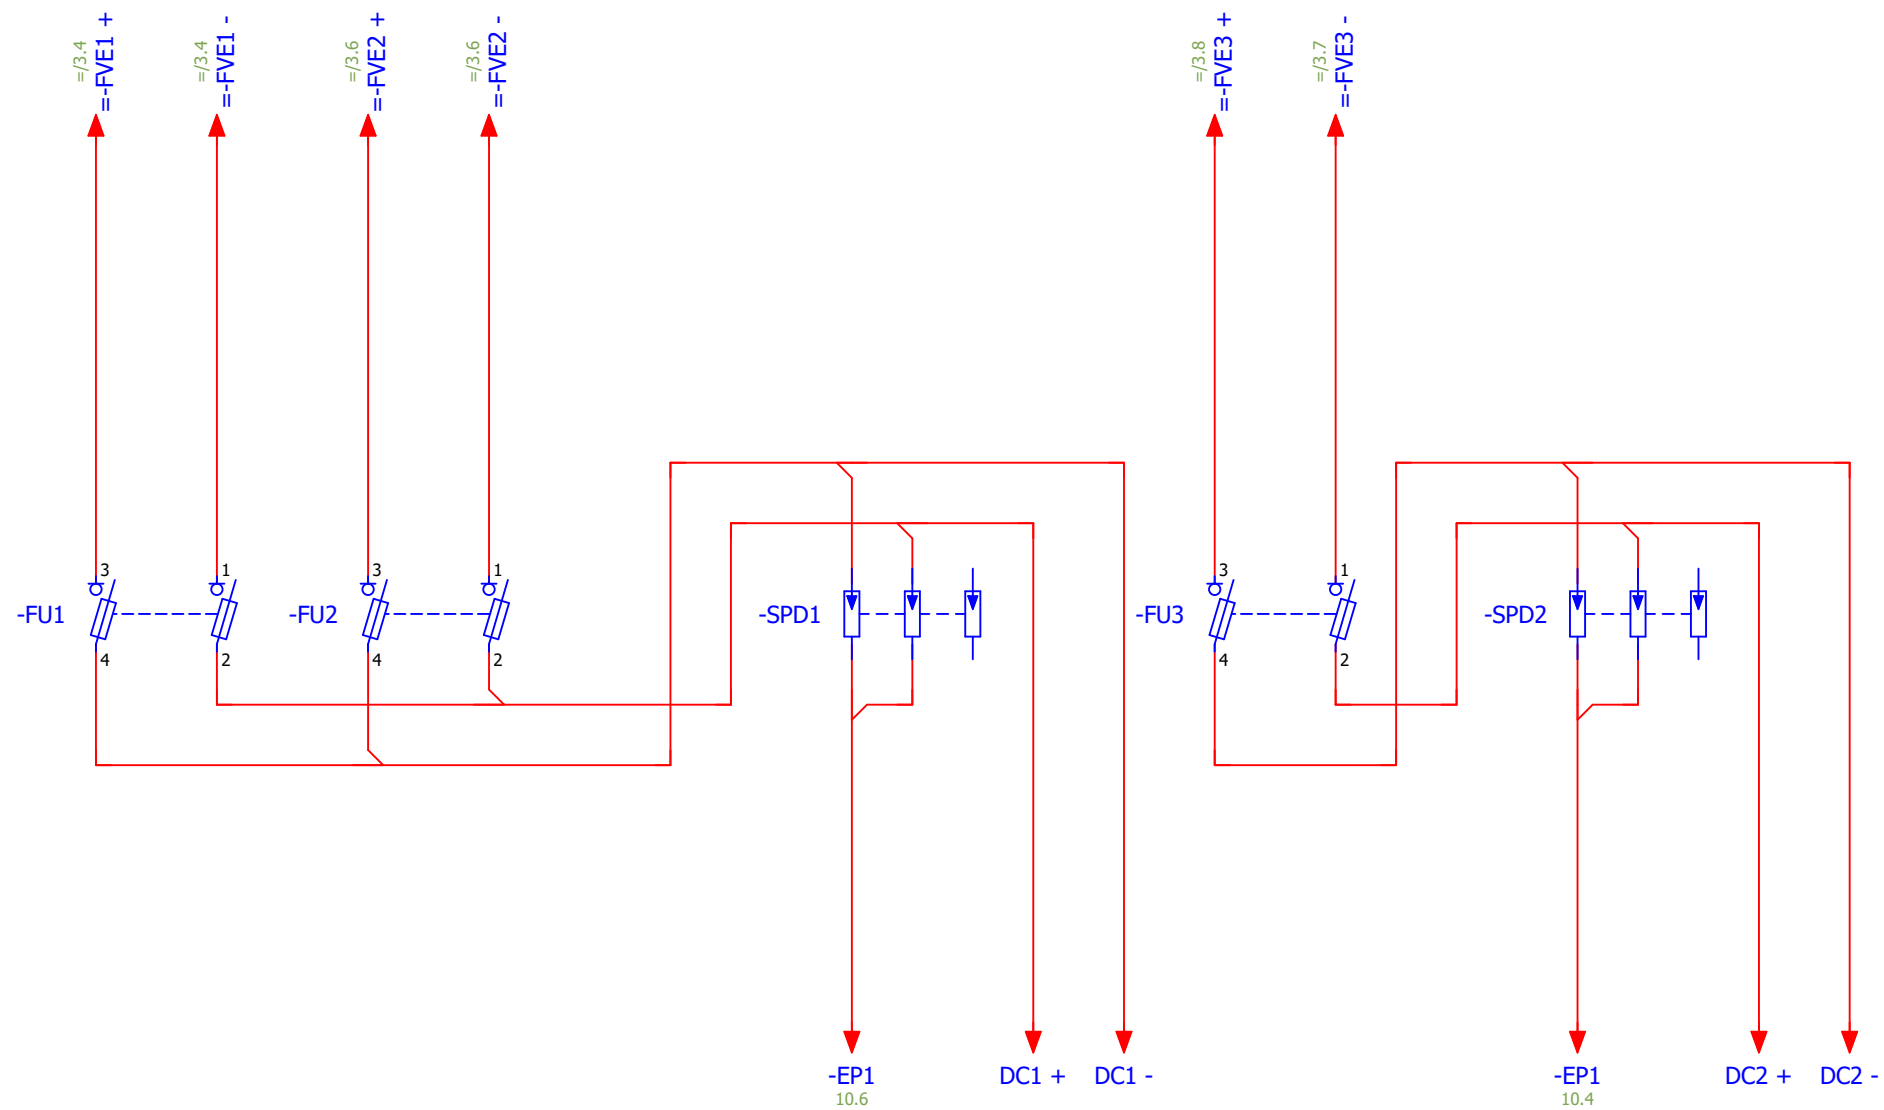 =/3.4
=-FVE1 +
=/3.4
=-FVE1 -
=/3.6
=-FVE2 +
=/3.6
=-FVE2 -
=/3.8
=-FVE3 +
=/3.7
=-FVE3 -
3
1
3
1
3
1
-FU1
-FU2
-SPD1
-FU3
-SPD2
4
2
4
2
4
2
-EP1
10.6
DC1 +
DC1 -
-EP1
10.4
DC2 +
DC2 -